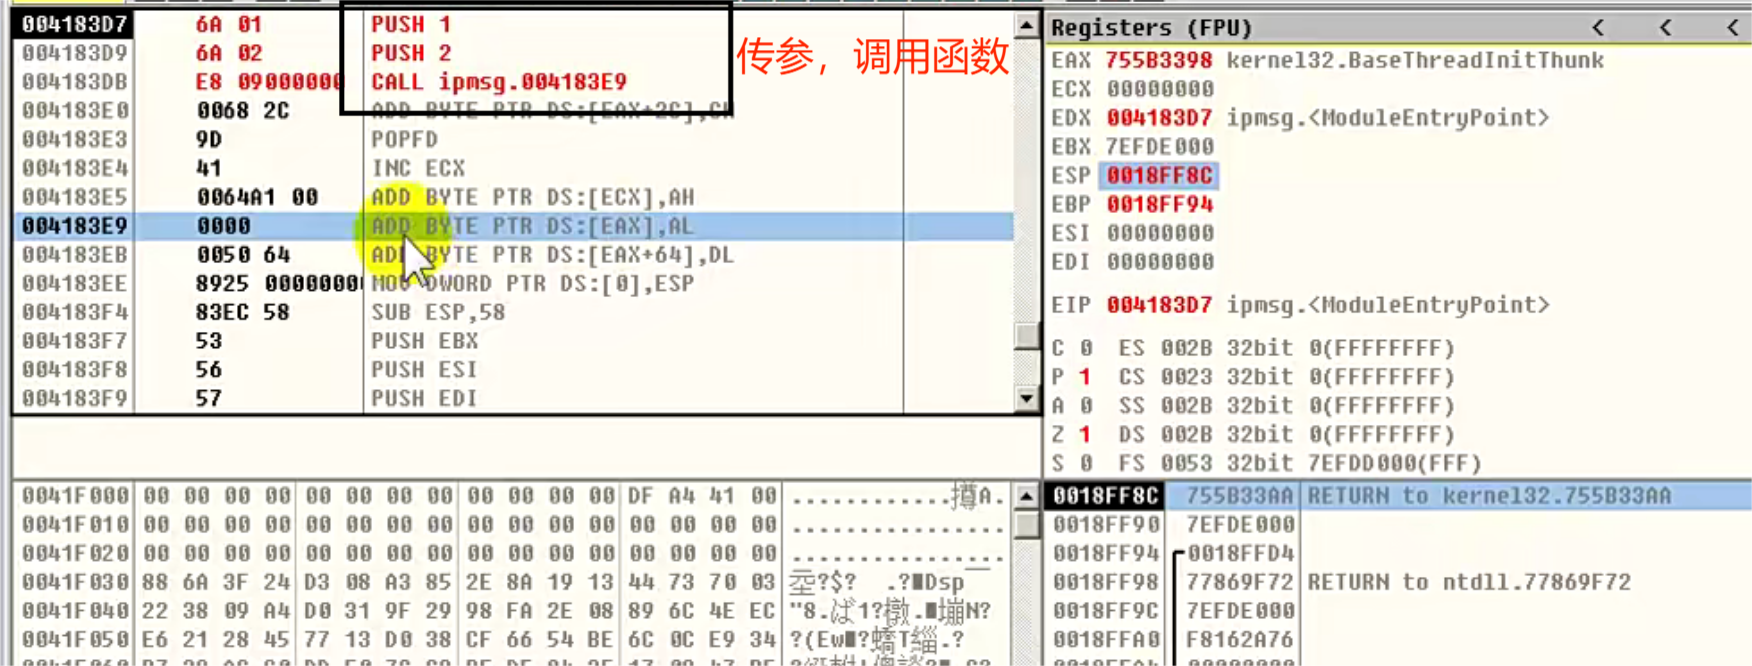 004183D7 6A 01 PUSH 1
004183D9 6A 02 PUSH 2
004183DB E8 09000000 CALL ipmsg.004183E9
传参，调用函数
004183E0 0068 2C ADD BYTE PTR DS:[EAX+2C],CH
004183E3 9D POPFD
004183E4 41 INC ECX
004183E5 0064A1 00 ADD BYTE PTR DS:[ECX],AH
004183E9 0000 ADD BYTE PTR DS:[EAX],AL
004183EB 0050 64 ADD BYTE PTR DS:[EAX+64],DL
004183EE 8925 0000000 MOV DWORD PTR DS:[0],ESP
004183F4 83EC 58 SUB ESP,58
004183F7 53 PUSH EBX
004183F8 56 PUSH ESI
004183F9 57 PUSH EDI
Registers (FPU) < < <
EAX 755B3398 kernel32.BaseThreadInitThunk
ECX 00000000
EDX 004183D7 ipmsg.<ModuleEntryPoint>
EBX 7EFDE000
ESP 0018FF8C
EBP 0018FF94
ESI 00000000
EDI 00000000
EIP 004183D7 ipmsg.<ModuleEntryPoint>
C 0 ES 002B 32bit 0(FFFFFFFF)
P 1 CS 0023 32bit 0(FFFFFFFF)
A 0 SS 002B 32bit 0(FFFFFFFF)
Z 1 DS 002B 32bit 0(FFFFFFFF)
S 0 FS 0053 32bit 7EFDD000(FFF)
0041F000 00 00 00 00 00 00 00 00 00 00 00 00 DF A4 41 00 ............撙A.
0041F010 00 00 00 00 00 00 00 00 00 00 00 00 00 00 00 00 ................
0041F020 00 00 00 00 00 00 00 00 00 00 00 00 00 00 00 00 ................
0041F030 88 6A 3F 24 D3 08 A3 85 2E 8A 19 13 44 73 70 03
0041F040 22 38 09 A4 D0 31 9F 29 98 FA 2E 08 89 6C 4E EC
0041F050 E6 21 28 45 77 13 D0 38 CF 66 54 BE 6C 0C E9 34
0018FF8C 755B33AA RETURN to kernel32.755B33AA
0018FF90 7EFDE000
0018FF94 0018FFD4
0018FF98 77869F72 RETURN to ntdll.77869F72
0018FF9C 7EFDE000
0018FFA0 F8162A76